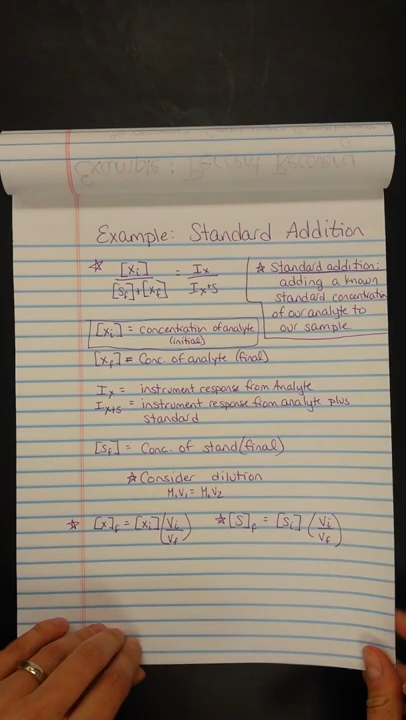 Example: Standard Addition
☆ [Xi] / [Sf]+[Xf] = Ix / Ix+s
☆ Standard addition:
adding a known
standard concentration
of our analyte to
our sample
[Xi] = concentration of analyte
(initial)
[Xf] = Conc. of analyte (final)
Ix = instrument response from Analyte
Ix+s = instrument response from analyte plus
standard
[Sf] = Conc. of stand (final)
☆ Consider dilution
M1V1 = M2V2
☆ [X]f = [Xi] (Vi/Vf) ☆ [S]f = [Si] (Vi/Vf)